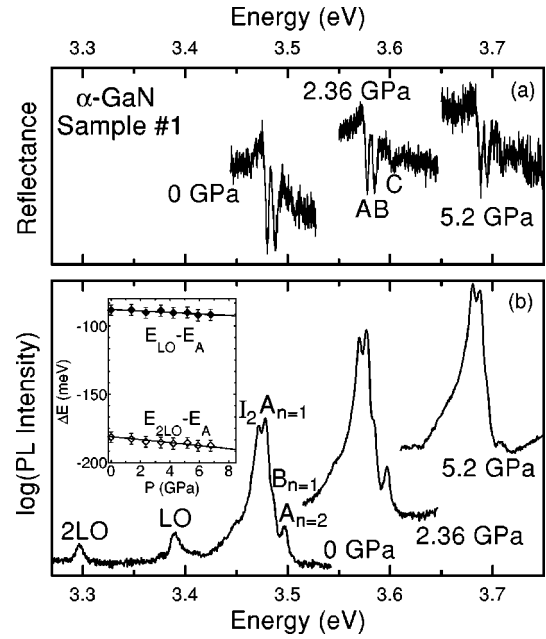 Energy (eV)
3.3 3.4 3.5 3.6 3.7
α-GaN
Sample #1
2.36 GPa
(a)
0 GPa
C
AB
5.2 GPa
Reflectance
(b)
-100
E_LO-E_A
-150
E_2LO-E_A
-200
0 2 4 6 8
P (GPa)
ΔE (meV)
I_2 A_n=1
B_n=1
A_n=2
5.2 GPa
2LO LO
0 GPa 2.36 GPa
log(PL Intensity)
3.3 3.4 3.5 3.6 3.7
Energy (eV)